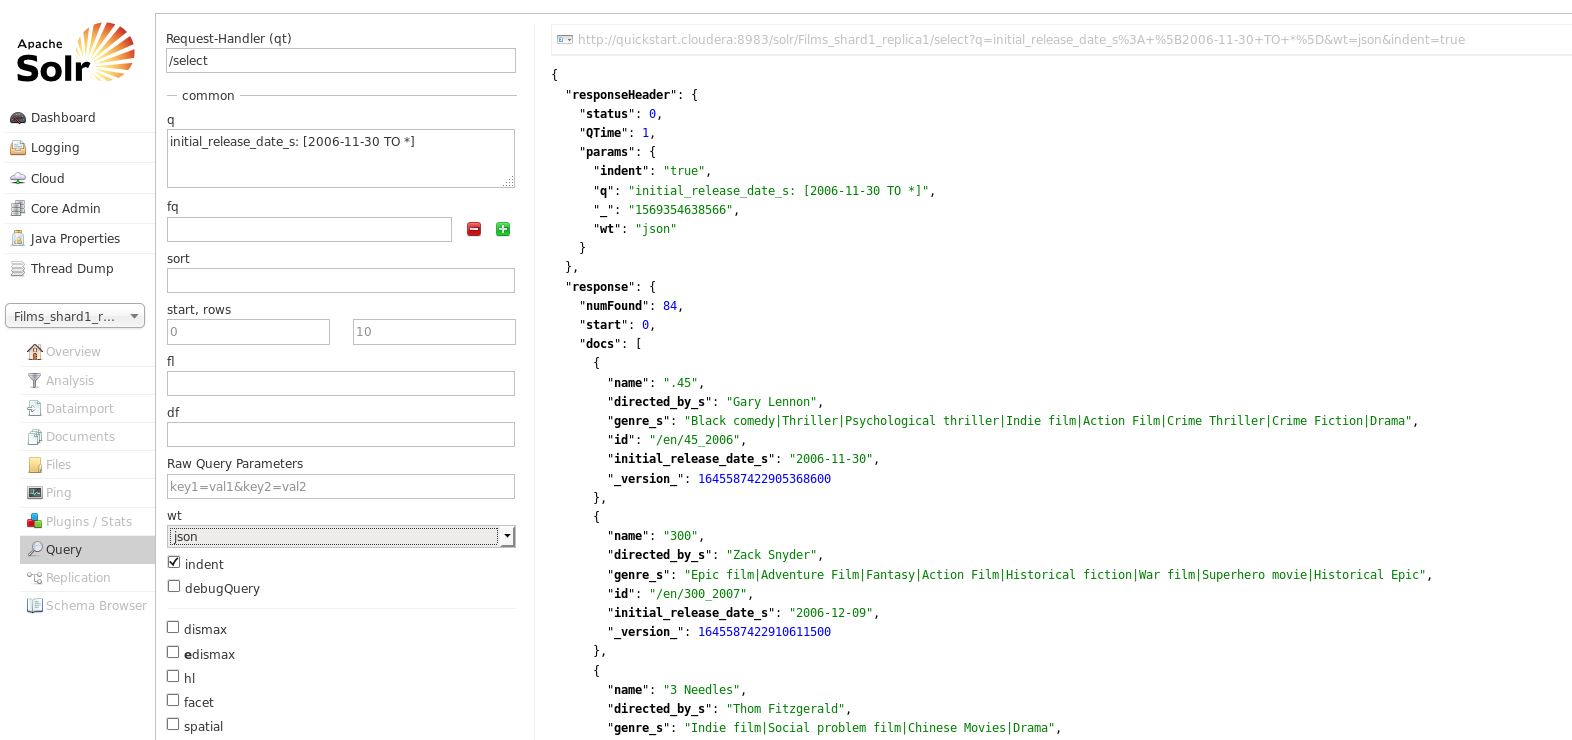 Apache
Solr
Dashboard
Logging
Cloud
Core Admin
Java Properties
Thread Dump
Films_shard1_r...
Overview
Analysis
Dataimport
Documents
Files
Ping
Plugins / Stats
Query
Replication
Schema Browser
Request-Handler (qt)
/select
common
q
initial_release_date_s: [2006-11-30 TO *]
fq
sort
start, rows
0 10
fl
df
Raw Query Parameters
key1=val1&key2=val2
wt
json
indent
debugQuery
dismax
edismax
hl
facet
spatial
http://quickstart.cloudera:8983/solr/Films_shard1_replica1/select?q=initial_release_date_s%3A+%5B2006-11-30+TO+*%5D&wt=json&indent=true
{
"responseHeader": {
"status": 0,
"QTime": 1,
"params": {
"indent": "true",
"q": "initial_release_date_s: [2006-11-30 TO *]",
"_": "1569354638566",
"wt": "json"
}
},
"response": {
"numFound": 84,
"start": 0,
"docs": [
{
"name": ".45",
"directed_by_s": "Gary Lennon",
"genre_s": "Black comedy|Thriller|Psychological thriller|Indie film|Action Film|Crime Thriller|Crime Fiction|Drama",
"id": "/en/45_2006",
"initial_release_date_s": "2006-11-30",
"_version_": 1645587422905368600
},
{
"name": "300",
"directed_by_s": "Zack Snyder",
"genre_s": "Epic film|Adventure Film|Fantasy|Action Film|Historical fiction|War film|Superhero movie|Historical Epic",
"id": "/en/300_2007",
"initial_release_date_s": "2006-12-09",
"_version_": 1645587422910611500
},
{
"name": "3 Needles",
"directed_by_s": "Thom Fitzgerald",
"genre_s": "Indie film|Social problem film|Chinese Movies|Drama",